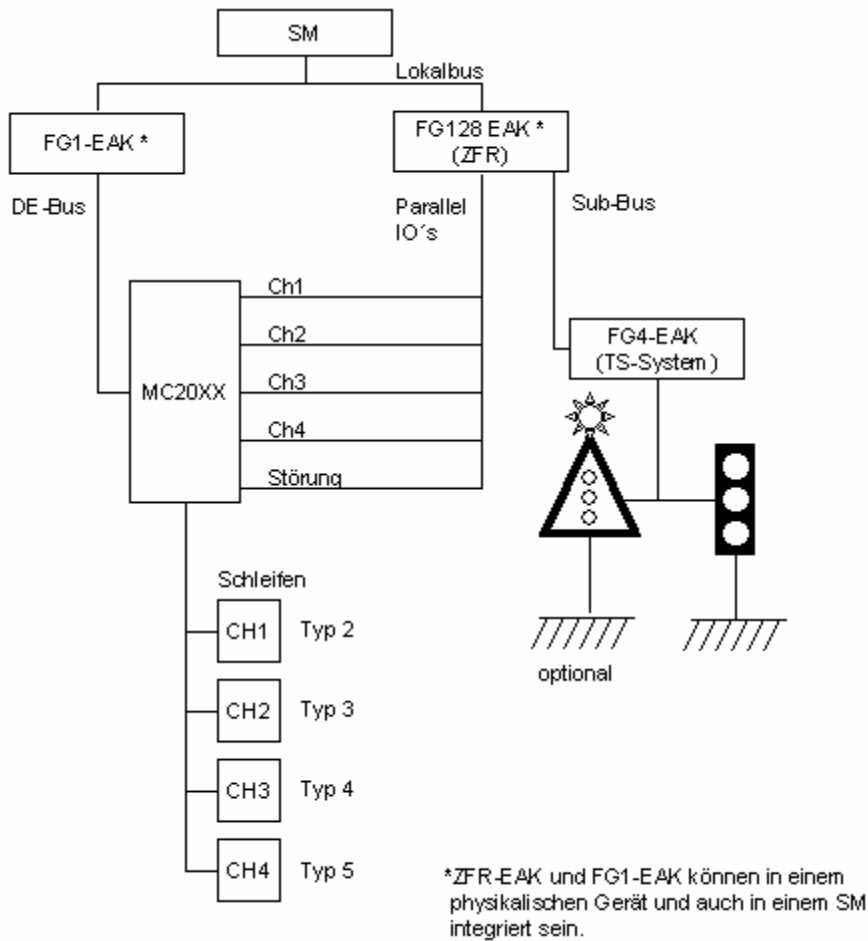 SM
Lokalbus
FG1-EAK *
FG128 EAK *
(ZFR)
DE-Bus
Parallel
IO´s
Sub-Bus
Ch1
Ch2
Ch3
Ch4
Störung
MC20XX
FG4-EAK
(TS-System)
Schleifen
CH1 Typ 2
CH2 Typ 3
CH3 Typ 4
CH4 Typ 5
optional
*ZFR-EAK und FG1-EAK können in einem
physikalischen Gerät und auch in einem SM
integriert sein.